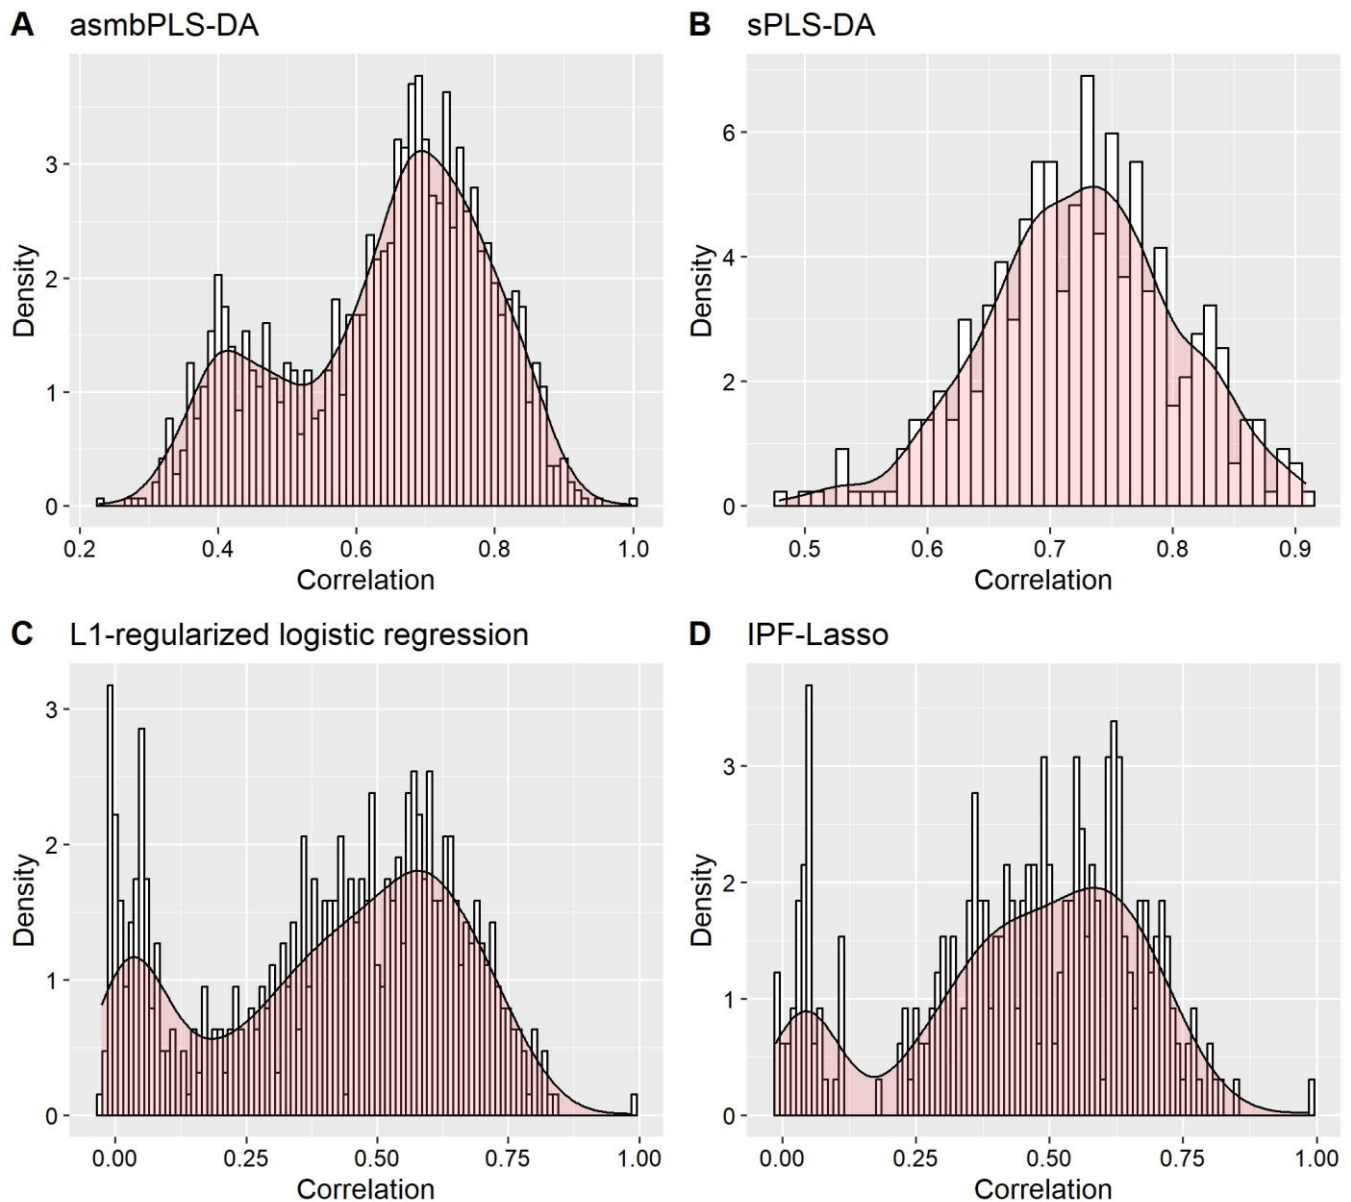 A asmbPLS-DA
Density
3
2
1
0
0.2 0.4 0.6 0.8 1.0
Correlation
B sPLS-DA
Density
6
4
2
0
0.5 0.6 0.7 0.8 0.9
Correlation
C L1-regularized logistic regression
Density
3
2
1
0
0.00 0.25 0.50 0.75 1.00
Correlation
D IPF-Lasso
Density
3
2
1
0
0.00 0.25 0.50 0.75 1.00
Correlation